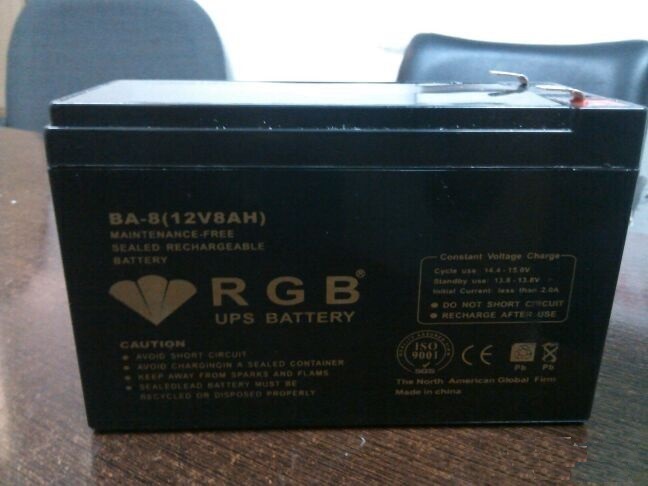 BA-8(12V8AH)
MAINTENANCE-FREE
SEALED RECHARGEABLE
BATTERY
RGB®
UPS BATTERY
CAUTION
● AVOID SHORT CIRCUIT
● AVOID CHARGINGIN A SEALED CONTAINER
● KEEP AWAY FROM SPARKS AND FLAMS
● SEALEDLEAD BATTERY MUST BE
RECYCLED OR DISPOSED PROPERLY
Constant Voltage Charge
Cycle use: 14.4 - 15.0V
Standby use: 13.5 - 13.8V
Initial Current: less than 2.0A
● DO NOT SHORT CIRCUIT
● RECHARGE AFTER USE
ISO
9001
SGS
CE
Pb
Pb
The North American Global Firm
Made in china